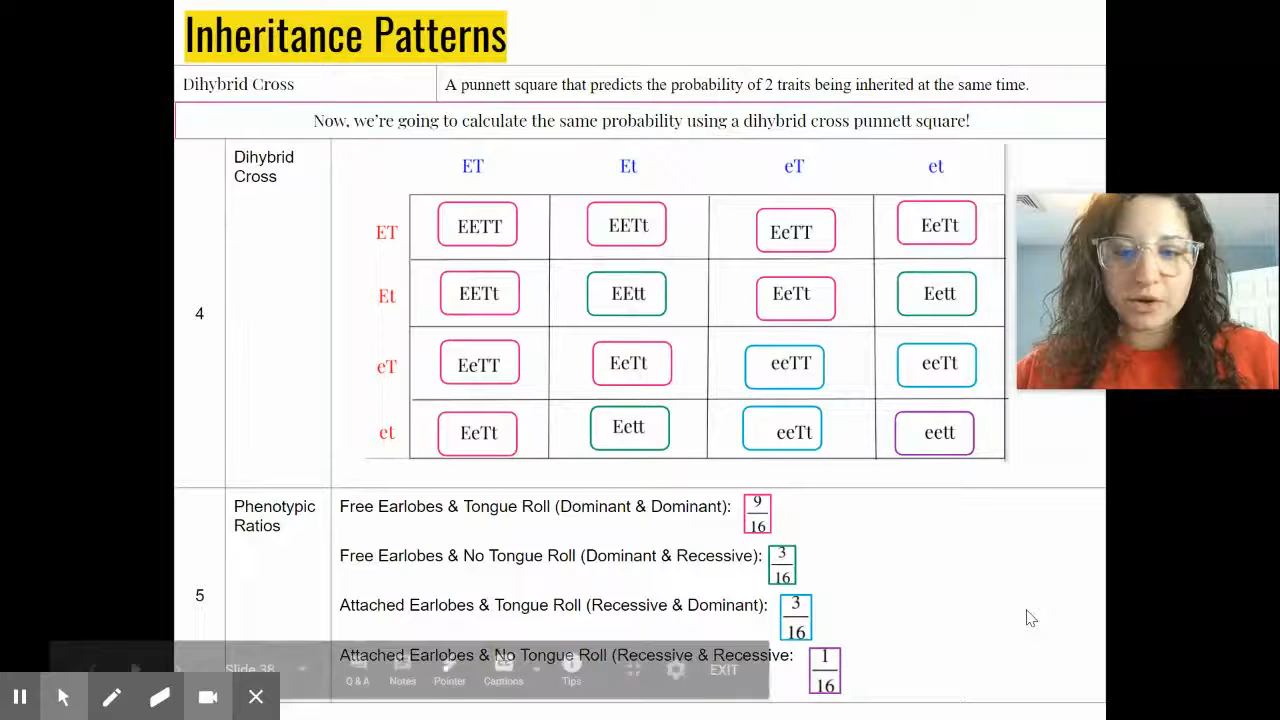 Inheritance Patterns
Dihybrid Cross
A punnett square that predicts the probability of 2 traits being inherited at the same time.
Now, we're going to calculate the same probability using a dihybrid cross punnett square!
4
Dihybrid
Cross
ET Et eT et
ET EETT EETt EeTT EeTt
Et EETt EEtt EeTt Eett
eT EeTT EeTt eeTT eeTt
et EeTt Eett eeTt eett
5
Phenotypic
Ratios
Free Earlobes & Tongue Roll (Dominant & Dominant): 9/16
Free Earlobes & No Tongue Roll (Dominant & Recessive): 3/16
Attached Earlobes & Tongue Roll (Recessive & Dominant): 3/16
Attached Earlobes & No Tongue Roll (Recessive & Recessive: 1/16
Slide 38
Q & A Notes Pointer Captions Tips EXIT